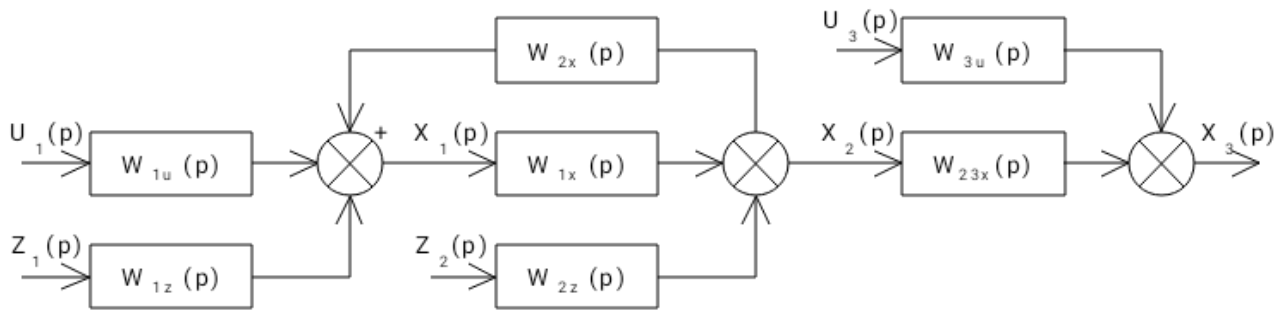 U 3 (p)
W 2x (p)
W 3u (p)
U 1 (p)
+
X 1 (p)
X 2 (p)
X 3 (p)
W 1u (p)
W 1x (p)
W 23x (p)
Z 1 (p)
Z 2 (p)
W 1z (p)
W 2z (p)